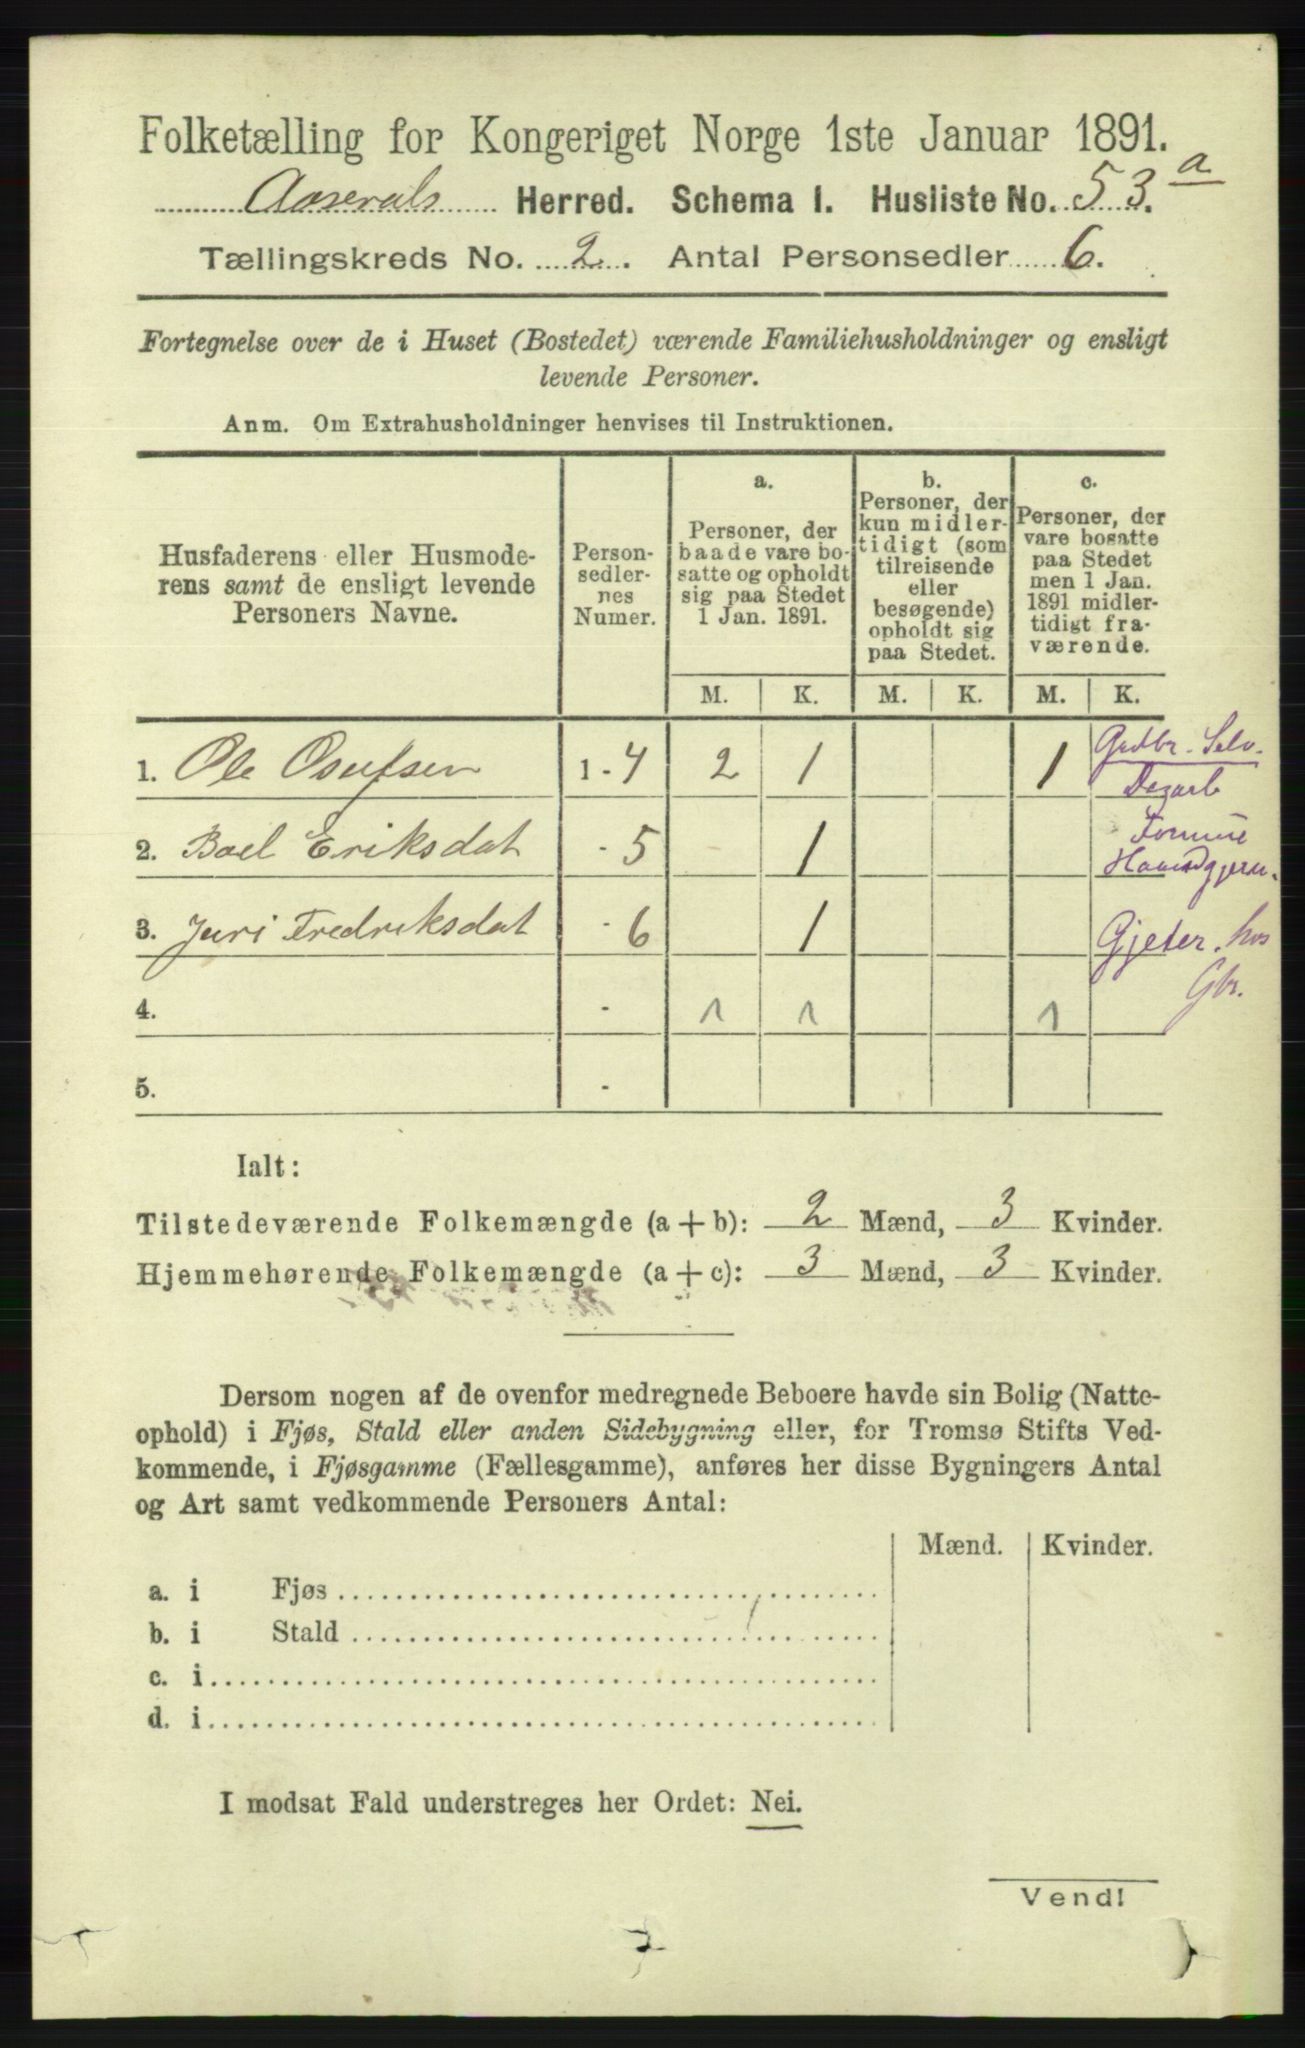 Folketælling for Kongeriget Norge 1ste Januar 1891.
Aaserals Herred. Schema I. Husliste No. 53.a
Tællingskreds No. 2. Antal Personsedler 6.
Fortegnelse over de i Huset (Bostedet) værende Familiehusholdninger og ensligt
levende Personer.
Anm. Om Extrahusholdninger henvises til Instruktionen.
Husfaderens eller Husmode-
rens samt de ensligt levende
Personers Navne.
Person-
sedler-
nes
Numer.
a.
Personer, der
baade vare bo-
satte og opholdt
sig paa Stedet
1 Jan. 1891.
b.
Personer, der
kun midler-
tidigt (som
tilreisende
eller
besøgende)
opholdt sig
paa Stedet.
c.
Personer, der
vare bosatte
paa Stedet
men 1 Jan.
1891 midler-
tidigt fra-
værende.
M. K. M. K. M. K.
1. Ole Osufsen 1-4 2 1 1 Grdbr. Selv.
Dagarb
2. Boel Eriksdat - 5 1
3. Juri Fredriksdat - 6 1 Gjeter. hos
Gbr.
4. - 1 1 1
5. -
Ialt:
Tilstedeværende Folkemængde (a + b): 2 Mænd, 3 Kvinder.
Hjemmehørende Folkemængde (a + c): 3 Mænd, 3 Kvinder.
Dersom nogen af de ovenfor medregnede Beboere havde sin Bolig (Natte-
ophold) i Fjøs, Stald eller anden Sidebygning eller, for Tromsø Stifts Ved-
kommende, i Fjøsgamme (Fællesgamme), anføres her disse Bygningers Antal
og Art samt vedkommende Personers Antal:
Mænd. Kvinder.
a. i Fjøs
b. i Stald
c. i
d. i
I modsat Fald understreges her Ordet: Nei.
Vend!